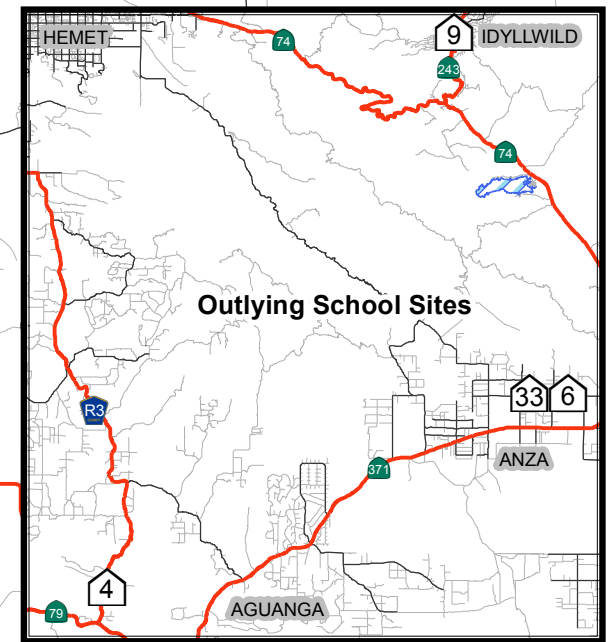 HEMET
74
9
IDYLLWILD
243
74
Outlying School Sites
33
6
R3
ANZA
371
4
79
AGUANGA